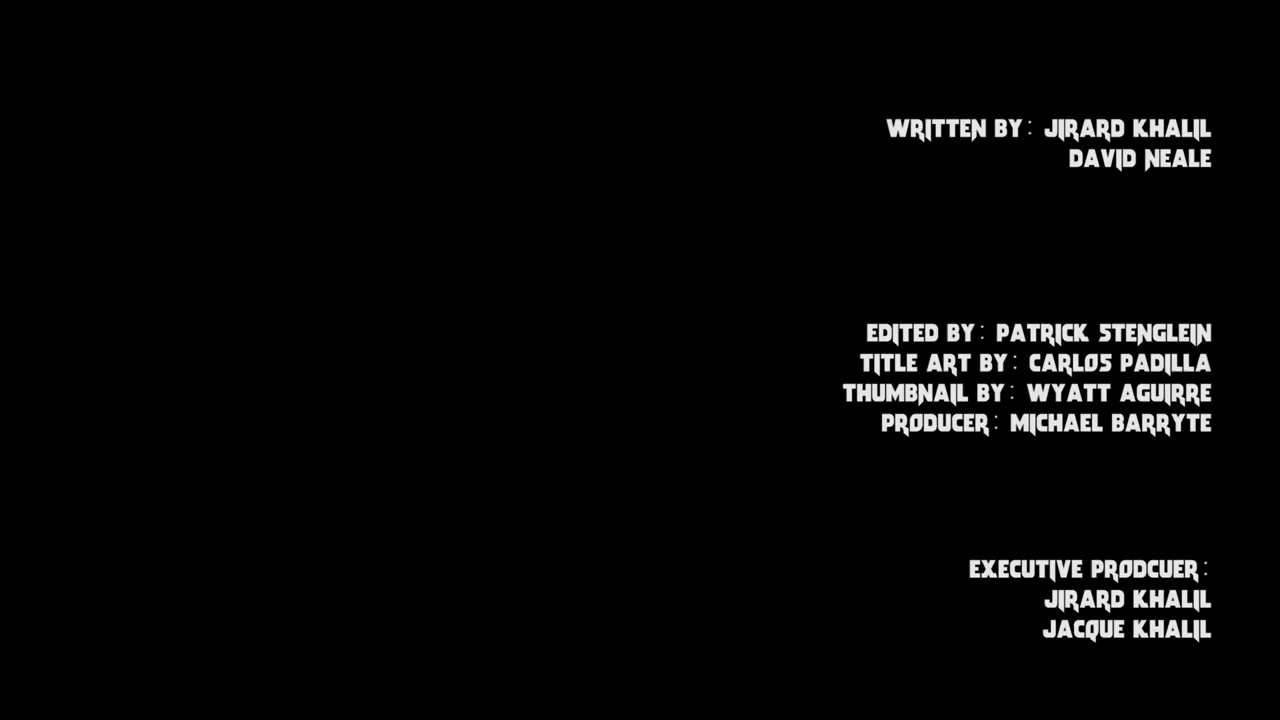 WRITTEN BY: JIRARD KHALIL
DAVID NEALE
EDITED BY: PATRICK STENGLEIN
TITLE ART BY: CARLOS PADILLA
THUMBNAIL BY: WYATT AGUIRRE
PRODUCER: MICHAEL BARRYTE
EXECUTIVE PRODCUER:
JIRARD KHALIL
JACQUE KHALIL